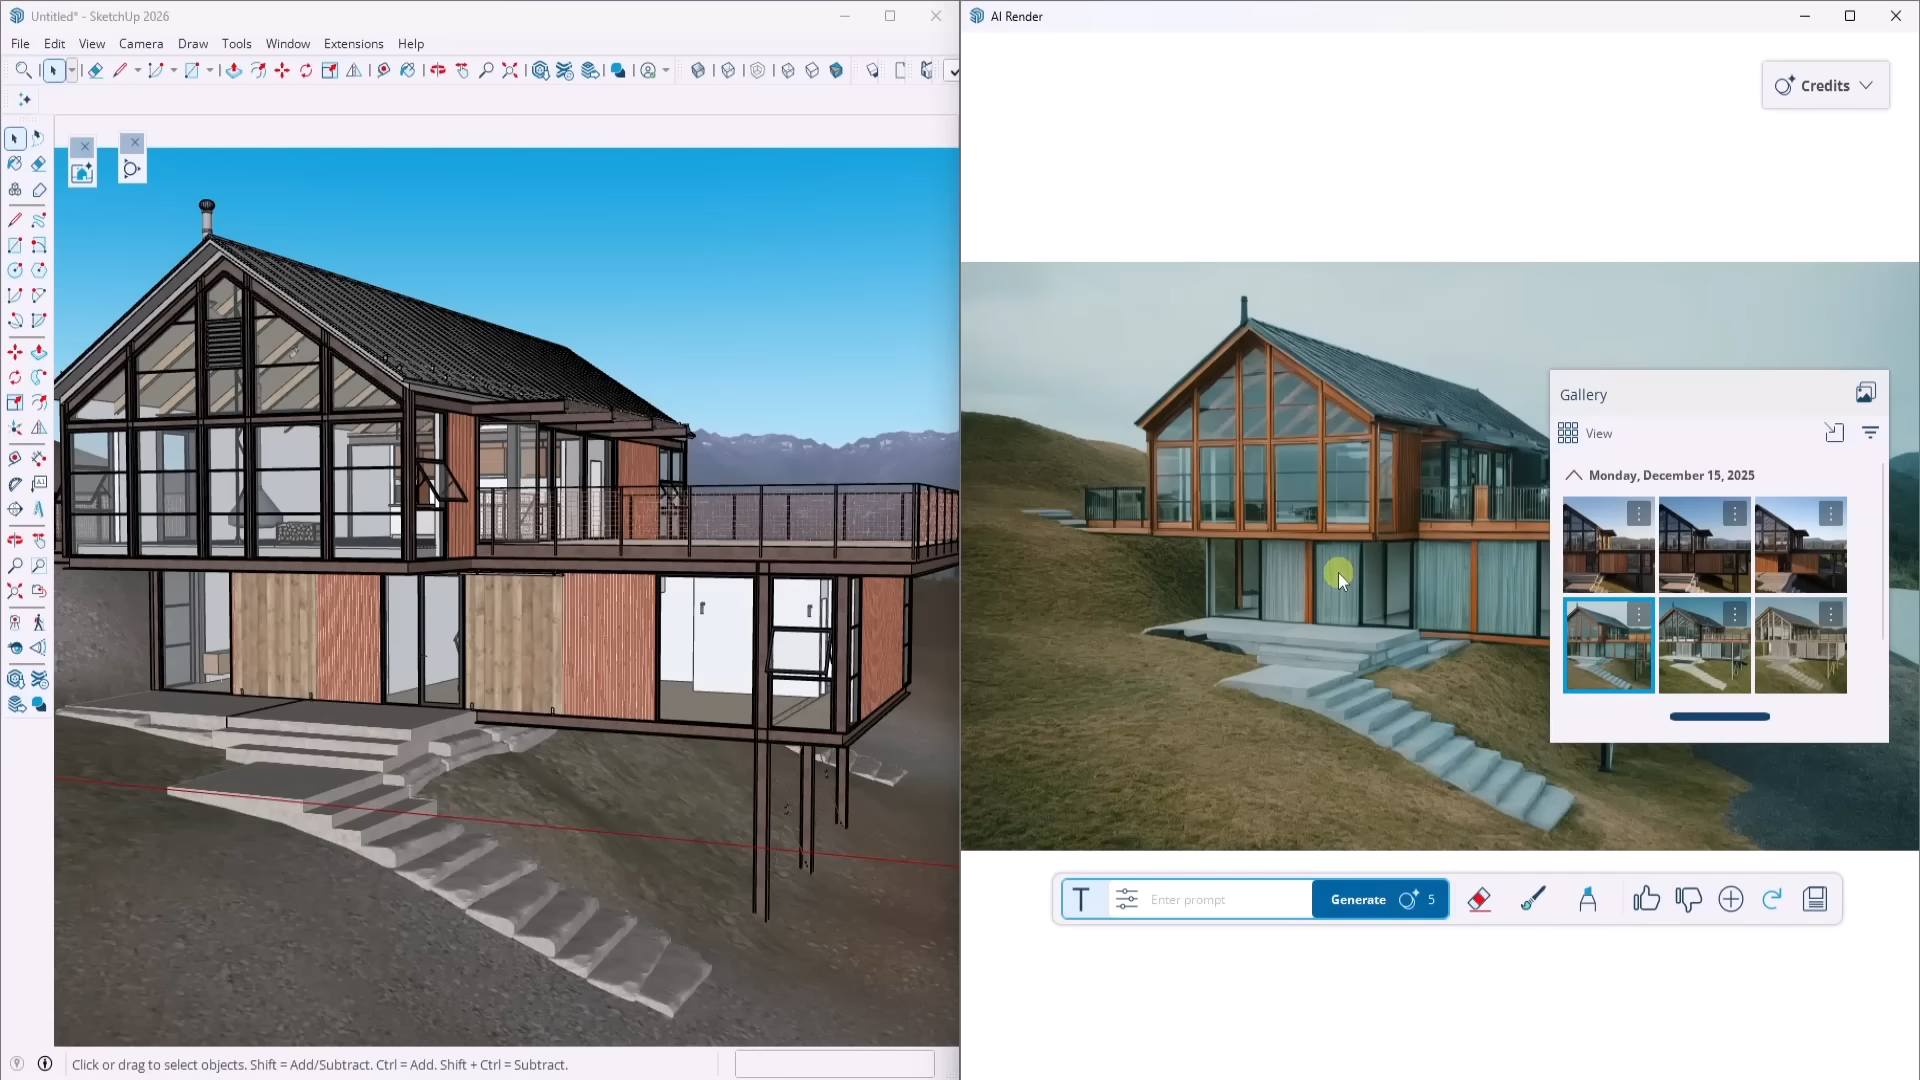 Untitled* - SketchUp 2026
File Edit View Camera Draw Tools Window Extensions Help
Click or drag to select objects. Shift = Add/Subtract. Ctrl = Add. Shift + Ctrl = Subtract.
AI Render
Credits
Gallery
View
Monday, December 15, 2025
T
Enter prompt
Generate 5